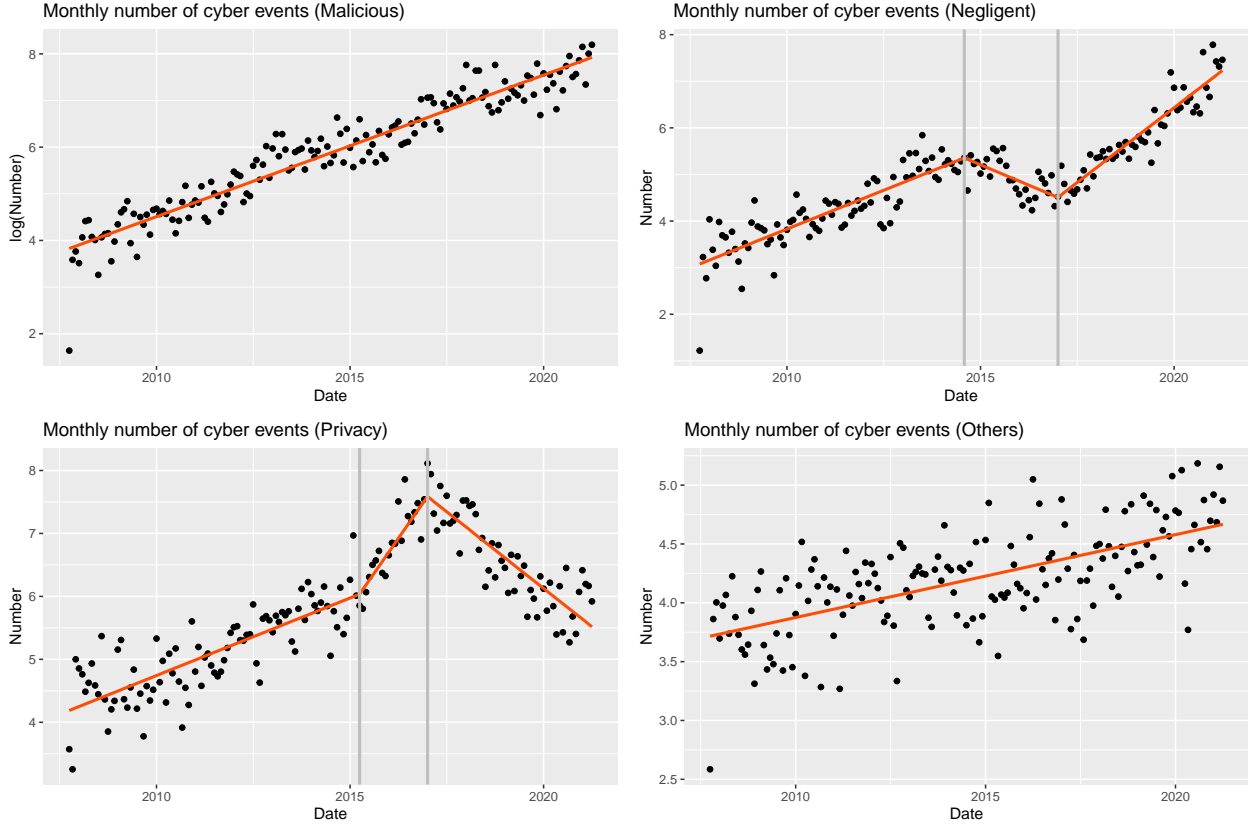 Monthly number of cyber events (Malicious)
log(Number)
8
6
4
2
2010
2015
2020
Date
Monthly number of cyber events (Negligent)
Number
8
6
4
2
2010
2015
2020
Date
Monthly number of cyber events (Privacy)
Number
8
7
6
5
4
2010
2015
2020
Date
Monthly number of cyber events (Others)
Number
5.0
4.5
4.0
3.5
3.0
2.5
2010
2015
2020
Date